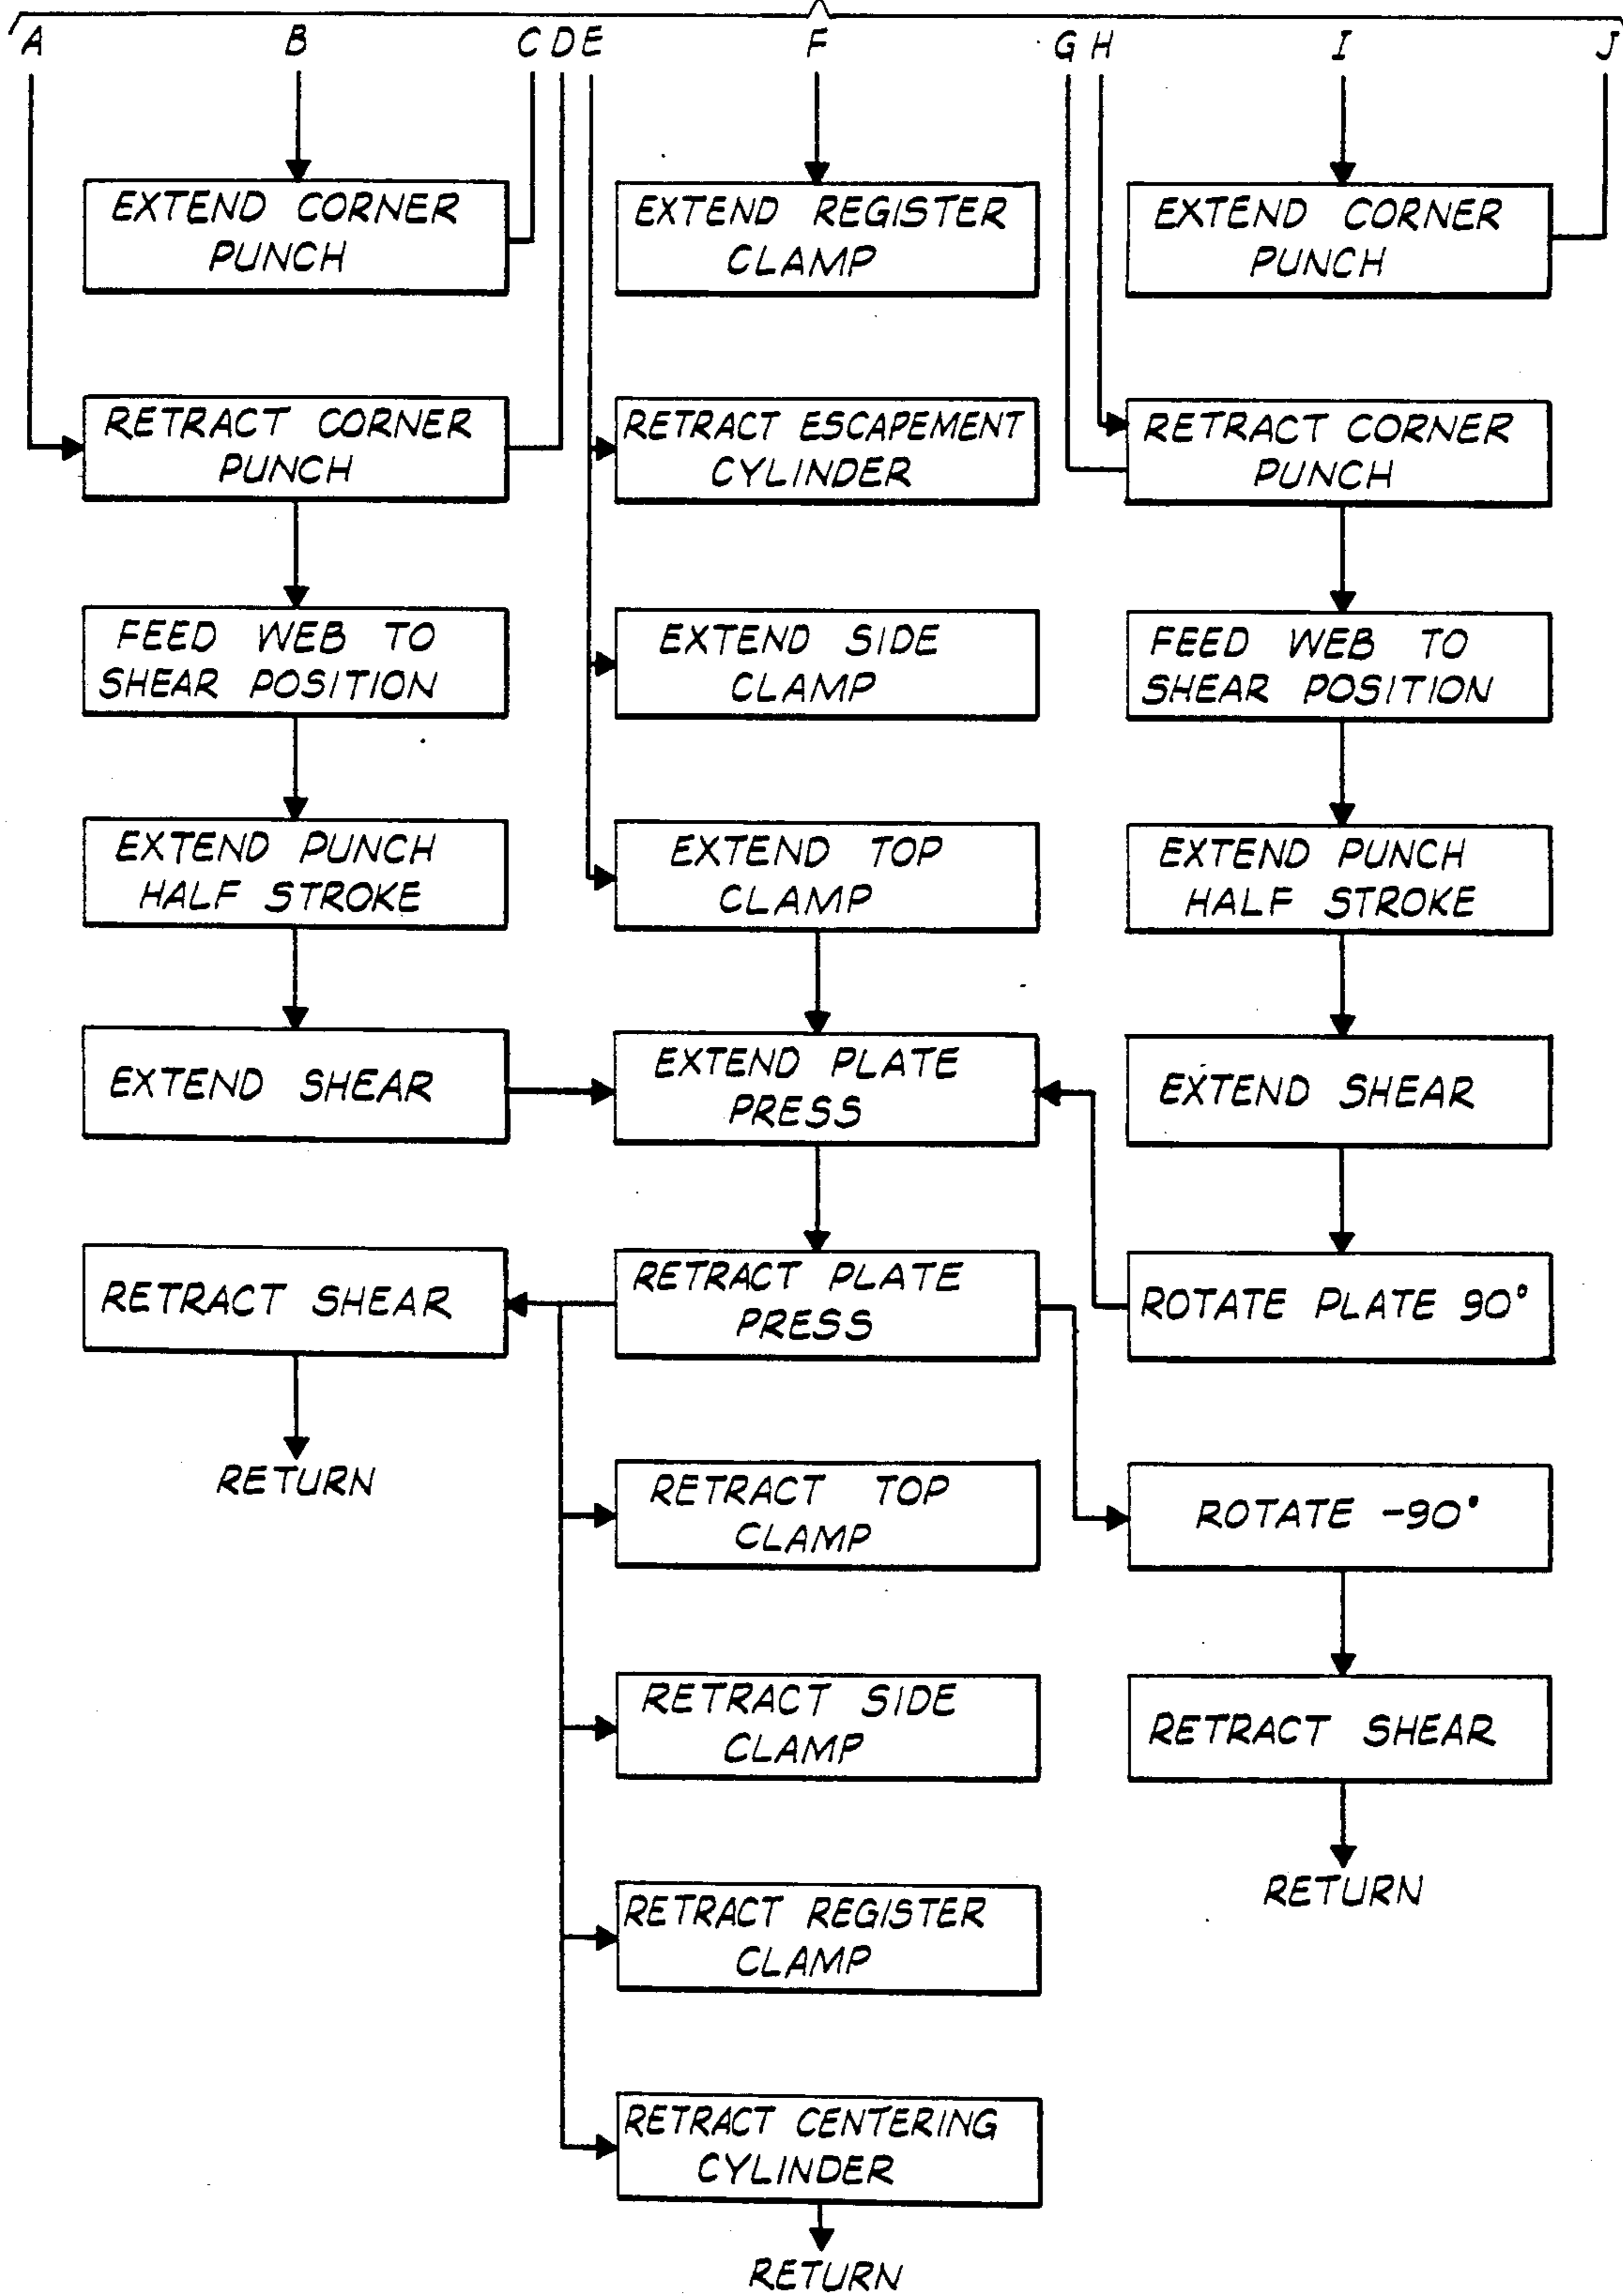 A B C D E F G H I J
EXTEND CORNER
PUNCH
RETRACT CORNER
PUNCH
FEED WEB TO
SHEAR POSITION
EXTEND PUNCH
HALF STROKE
EXTEND SHEAR
RETRACT SHEAR
RETURN
EXTEND REGISTER
CLAMP
RETRACT ESCAPEMENT
CYLINDER
EXTEND SIDE
CLAMP
EXTEND TOP
CLAMP
EXTEND PLATE
PRESS
RETRACT PLATE
PRESS
RETRACT TOP
CLAMP
RETRACT SIDE
CLAMP
RETRACT REGISTER
CLAMP
RETRACT CENTERING
CYLINDER
RETURN
EXTEND CORNER
PUNCH
RETRACT CORNER
PUNCH
FEED WEB TO
SHEAR POSITION
EXTEND PUNCH
HALF STROKE
EXTEND SHEAR
ROTATE PLATE 90°
ROTATE -90°
RETRACT SHEAR
RETURN